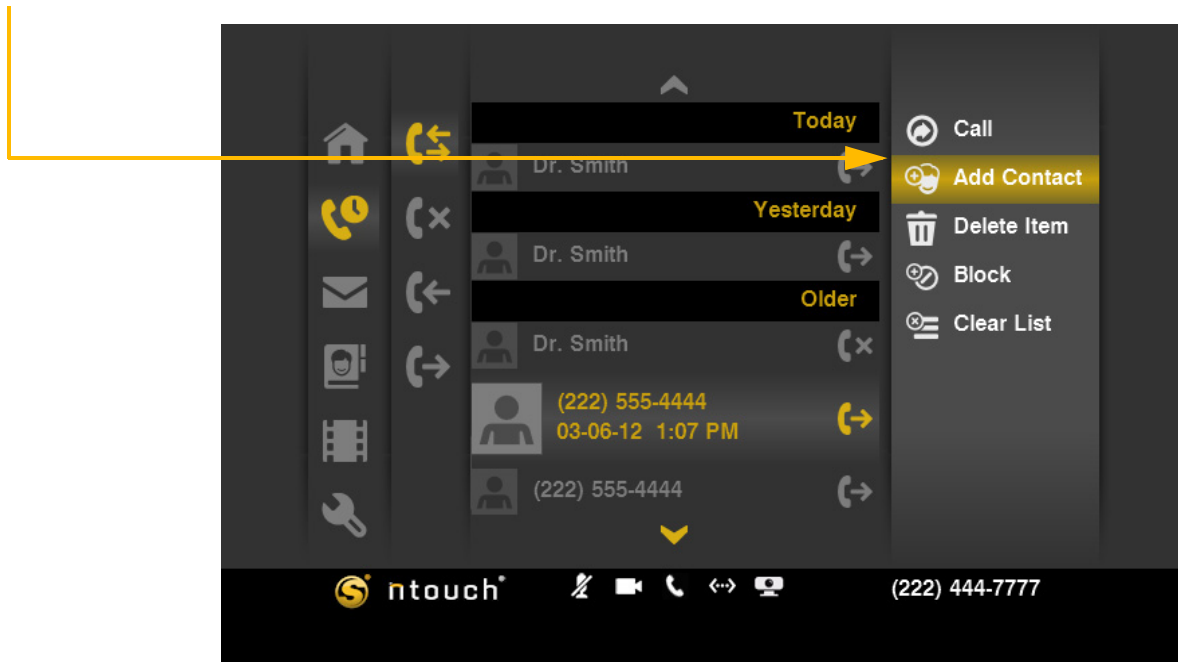 Today
Dr. Smith
Yesterday
Dr. Smith
Older
Dr. Smith
(222) 555-4444
03-06-12 1:07 PM
(222) 555-4444
Call
Add Contact
Delete Item
Block
Clear List
S ntouch
(222) 444-7777